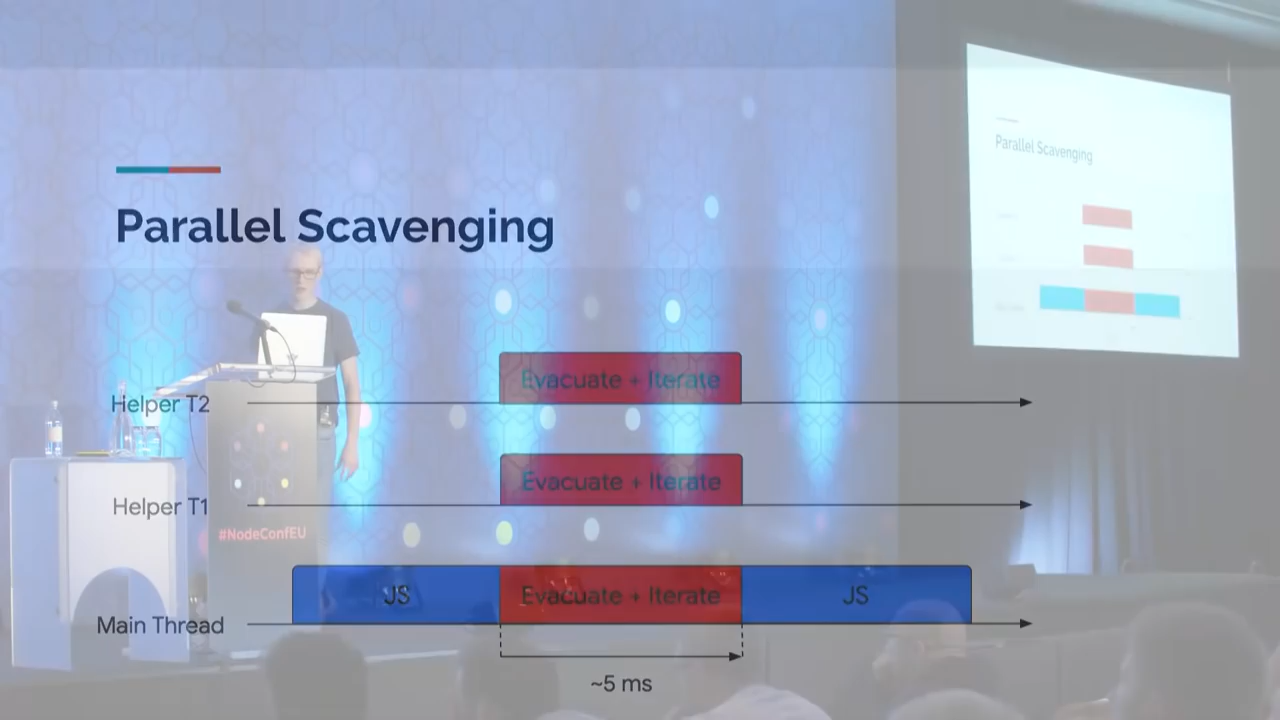 Parallel Scavenging
Parallel Scavenging
Evacuate + Iterate
Helper T2
Evacuate + Iterate
Helper T1
#NodeConfEU
JS
Evacuate + Iterate
JS
Main Thread
~5 ms